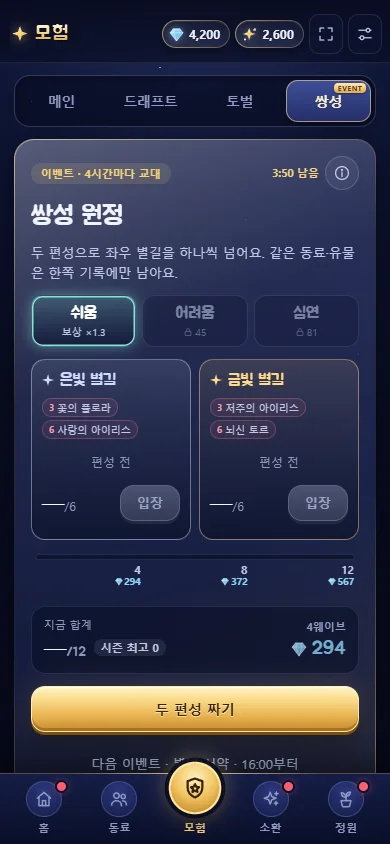 모험
4,200
2,600
메인
드래프트
토벌
쌍성
EVENT
이벤트 · 4시간마다 교대
3:50 남음
쌍성 원정
두 편성으로 좌우 별길을 하나씩 넘어요. 같은 동료·유물
은 한쪽 기록에만 남아요.
쉬움
보상 ×1.3
어려움
45
심연
81
은빛 별길
3 꽃의 플로라
6 사랑의 아이리스
편성 전
—/6
입장
금빛 별길
3 저주의 아이리스
6 뇌신 토르
편성 전
—/6
입장
4
294
8
372
12
567
지금 합계
—/12
시즌 최고 0
4웨이브
294
두 편성 짜기
다음 이벤트 ·
· 16:00부터
홈
동료
모험
소환
정원